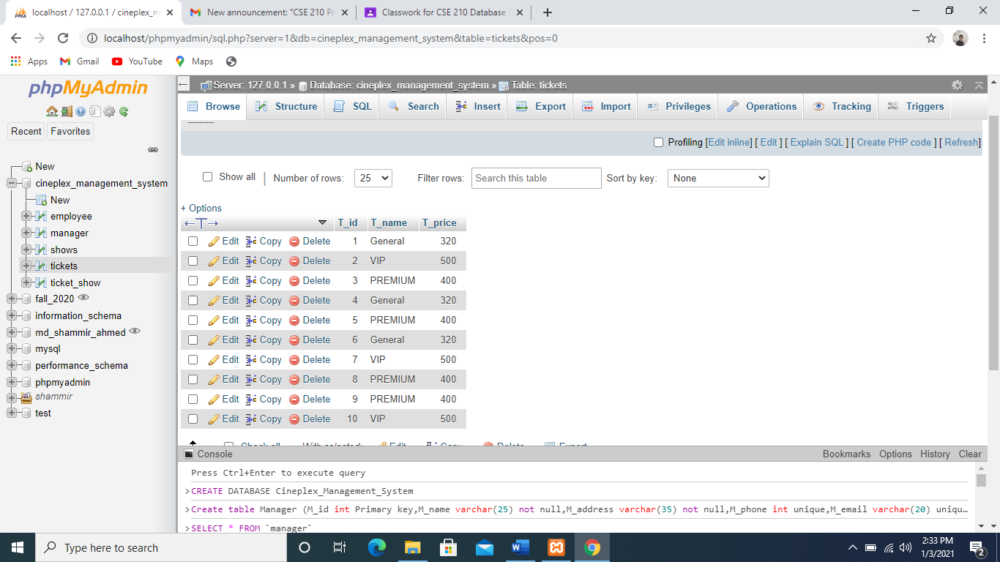 localhost / 127.0.0.1 / cineplex_m
New announcement: "CSE 210 Pr
Classwork for CSE 210 Database
localhost/phpmyadmin/sql.php?server=1&db=cineplex_management_system&table=tickets&pos=0
Apps Gmail YouTube Maps
phpMyAdmin
Recent Favorites
New
cineplex_management_system
New
employee
manager
shows
tickets
ticket_show
fall_2020
information_schema
md_shammir_ahmed
mysql
performance_schema
phpmyadmin
shammir
test
Server: 127.0.0.1 » Database: cineplex_management_system » Table: tickets
Browse Structure SQL Search Insert Export Import Privileges Operations Tracking Triggers
Profiling [Edit inline] [ Edit ] [ Explain SQL ] [ Create PHP code ] [ Refresh]
Show all | Number of rows: 25 Filter rows: Search this table Sort by key: None
+ Options
←T→ T_id T_name T_price
Edit Copy Delete 1 General 320
Edit Copy Delete 2 VIP 500
Edit Copy Delete 3 PREMIUM 400
Edit Copy Delete 4 General 320
Edit Copy Delete 5 PREMIUM 400
Edit Copy Delete 6 General 320
Edit Copy Delete 7 VIP 500
Edit Copy Delete 8 PREMIUM 400
Edit Copy Delete 9 PREMIUM 400
Edit Copy Delete 10 VIP 500
Check all With selected: Edit Copy Delete Export
Console Bookmarks Options History Clear
Press Ctrl+Enter to execute query
>CREATE DATABASE Cineplex_Management_System
>Create table Manager (M_id int Primary key,M_name varchar(25) not null,M_address varchar(35) not null,M_phone int unique,M_email varchar(20) uniqu…
>SELECT * FROM `manager`
Type here to search
2:33 PM
1/3/2021
2